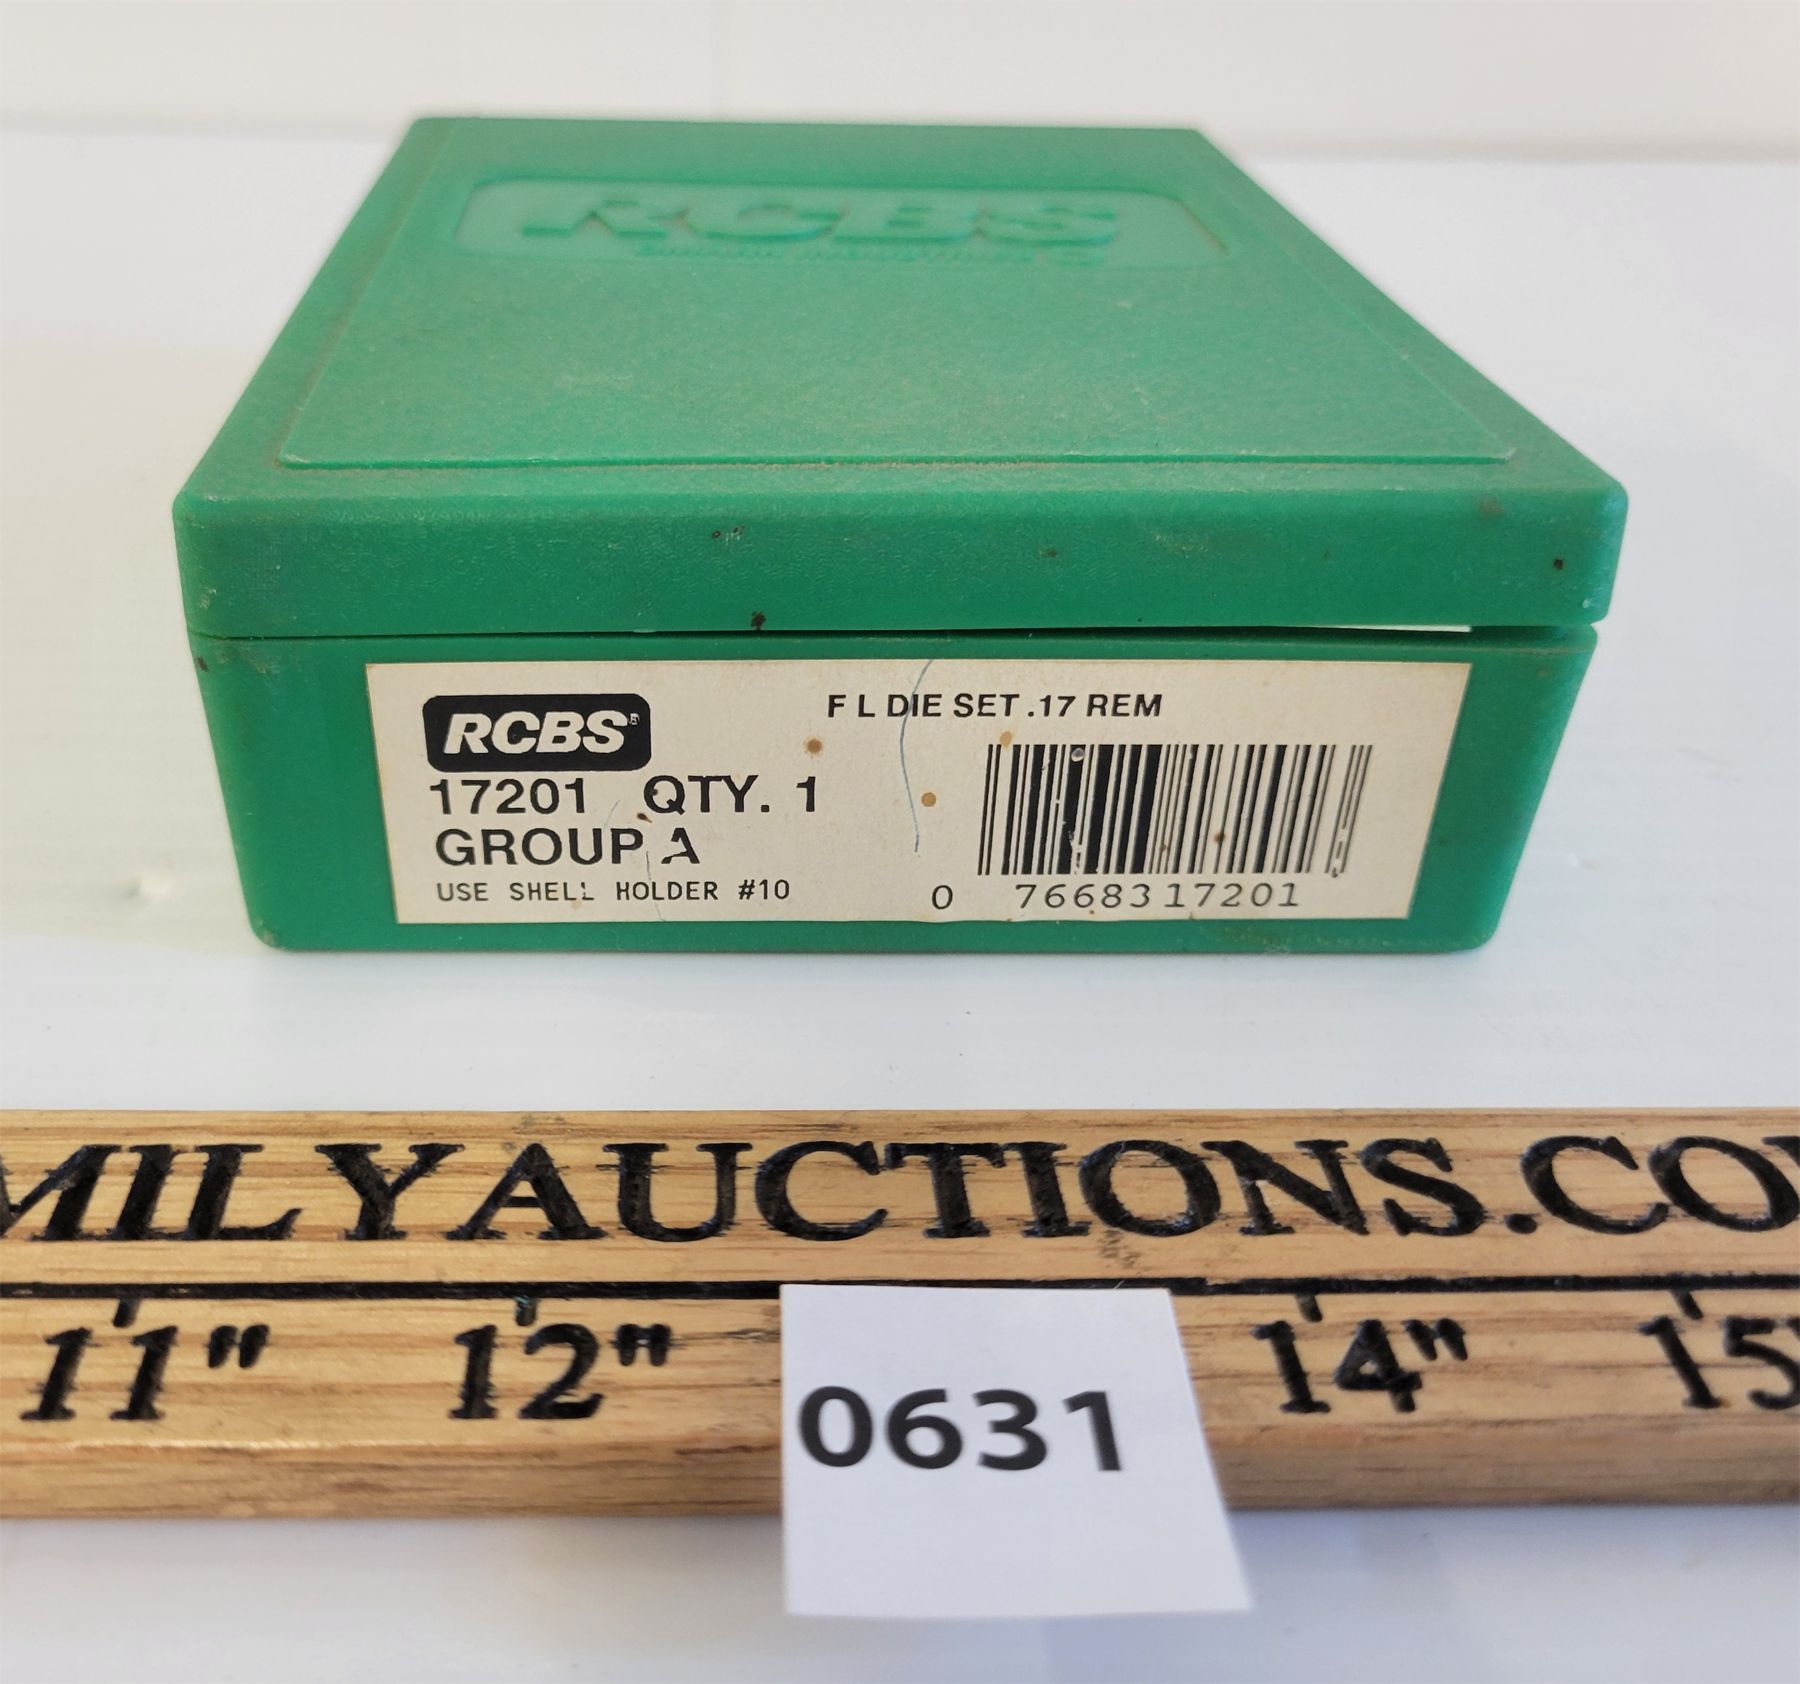 RCBS
RCBS
F L DIE SET .17 REM
17201 QTY. 1
GROUP A
USE SHELL HOLDER #10
0 7668317201
MILYAUCTIONS.CO
11" 12" 14" 15"
0631